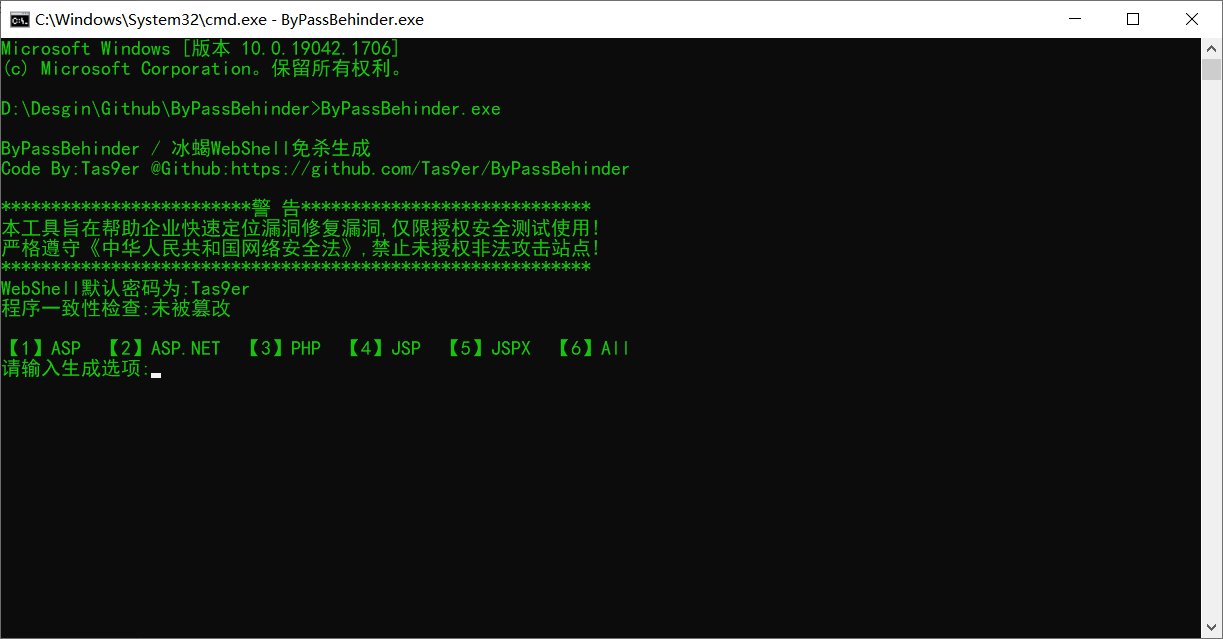 C:\Windows\System32\cmd.exe - ByPassBehinder.exe
Microsoft Windows [版本 10.0.19042.1706]
(c) Microsoft Corporation。保留所有权利。
D:\Desgin\Github\ByPassBehinder>ByPassBehinder.exe
ByPassBehinder / 冰蝎WebShell免杀生成
Code By:Tas9er @Github:https://github.com/Tas9er/ByPassBehinder
*************************警 告*****************************
本工具旨在帮助企业快速定位漏洞修复漏洞,仅限授权安全测试使用!
严格遵守《中华人民共和国网络安全法》,禁止未授权非法攻击站点!
***********************************************************
WebShell默认密码为:Tas9er
程序一致性检查:未被篡改
【1】ASP 【2】ASP.NET 【3】PHP 【4】JSP 【5】JSPX 【6】All
请输入生成选项: